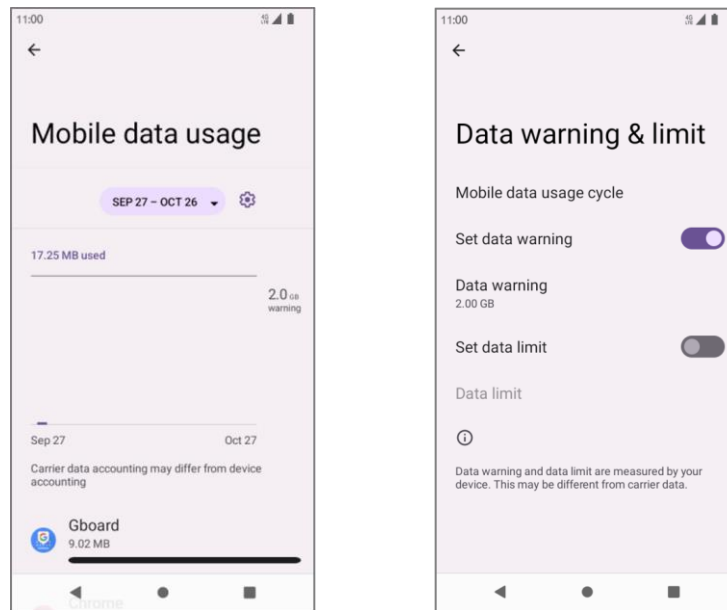 11:00
Mobile data usage
SEP 27 – OCT 26
17.25 MB used
2.0 GB
warning
Sep 27
Oct 27
Carrier data accounting may differ from device
accounting
Gboard
9.02 MB
Chrome
11:00
Data warning & limit
Mobile data usage cycle
Set data warning
Data warning
2.00 GB
Set data limit
Data limit
Data warning and data limit are measured by your
device. This may be different from carrier data.